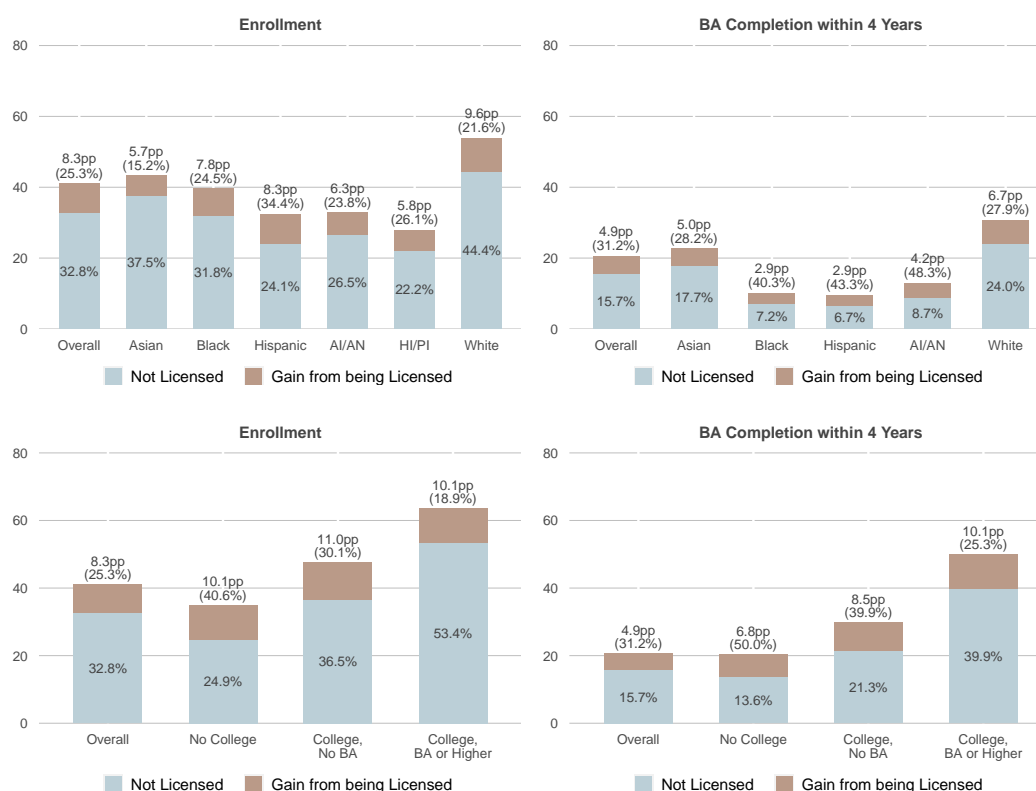 Enrollment
80
60
40
20
0
8.3pp
(25.3%)
32.8%
5.7pp
(15.2%)
37.5%
7.8pp
(24.5%)
31.8%
8.3pp
(34.4%)
24.1%
6.3pp
(23.8%)
26.5%
5.8pp
(26.1%)
22.2%
9.6pp
(21.6%)
44.4%
Overall Asian Black Hispanic AI/AN HI/PI White
Not Licensed Gain from being Licensed
BA Completion within 4 Years
80
60
40
20
0
4.9pp
(31.2%)
15.7%
5.0pp
(28.2%)
17.7%
2.9pp
(40.3%)
7.2%
2.9pp
(43.3%)
6.7%
4.2pp
(48.3%)
8.7%
6.7pp
(27.9%)
24.0%
Overall Asian Black Hispanic AI/AN White
Not Licensed Gain from being Licensed
Enrollment
80
60
40
20
0
8.3pp
(25.3%)
32.8%
10.1pp
(40.6%)
24.9%
11.0pp
(30.1%)
36.5%
10.1pp
(18.9%)
53.4%
Overall No College College, College,
No BA BA or Higher
Not Licensed Gain from being Licensed
BA Completion within 4 Years
80
60
40
20
0
4.9pp
(31.2%)
15.7%
6.8pp
(50.0%)
13.6%
8.5pp
(39.9%)
21.3%
10.1pp
(25.3%)
39.9%
Overall No College College, College,
No BA BA or Higher
Not Licensed Gain from being Licensed